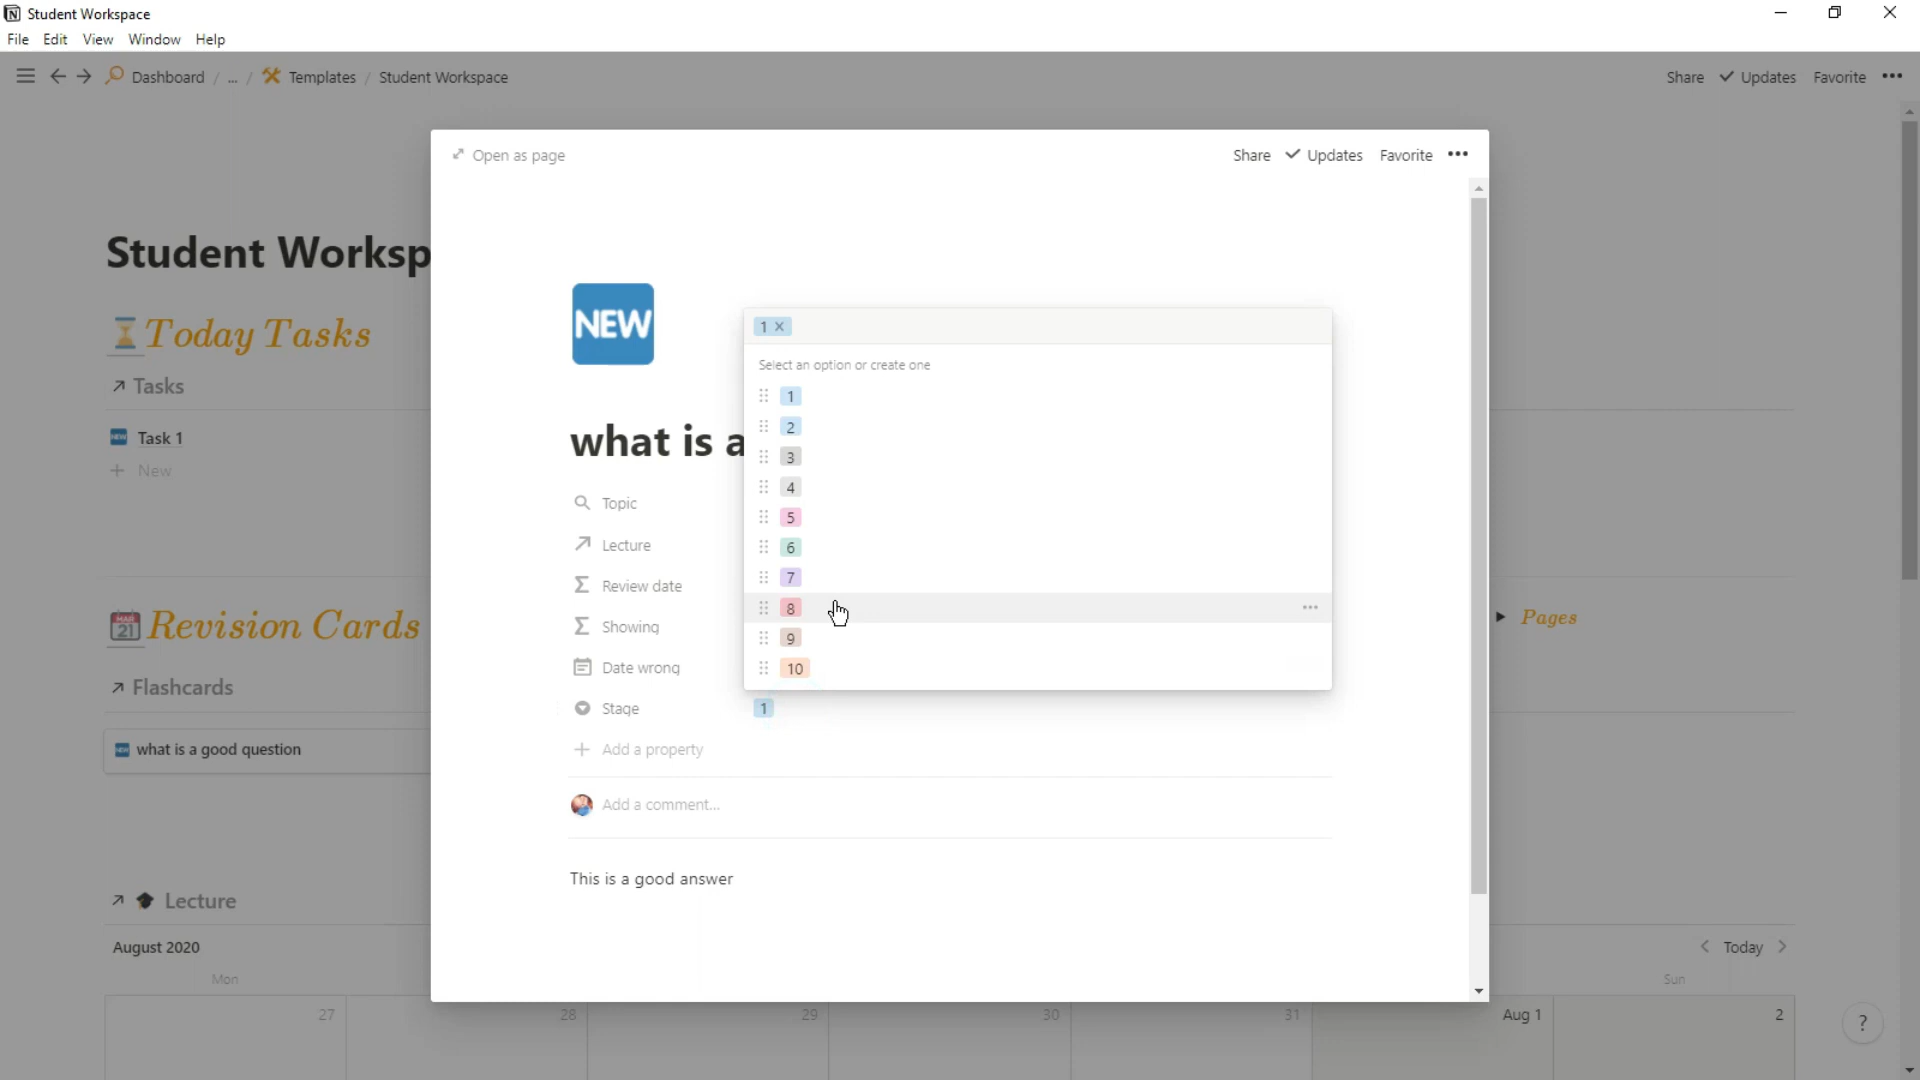 Student Workspace
File Edit View Window Help
Dashboard / ... / Templates / Student Workspace
Share Updates Favorite
Open as page
Share Updates Favorite
Student Worksp
NEW
1
Today Tasks
Select an option or create one
Tasks
1
2
what is a
Task 1
3
New
4
Topic
5
Lecture
6
Review date
7
8
Revision Cards
Showing
Pages
9
Date wrong
10
Flashcards
Stage 1
what is a good question
Add a property
Add a comment...
This is a good answer
Lecture
August 2020
Today
Mon
Sun
27 28 29 30 31 Aug 1 2
?